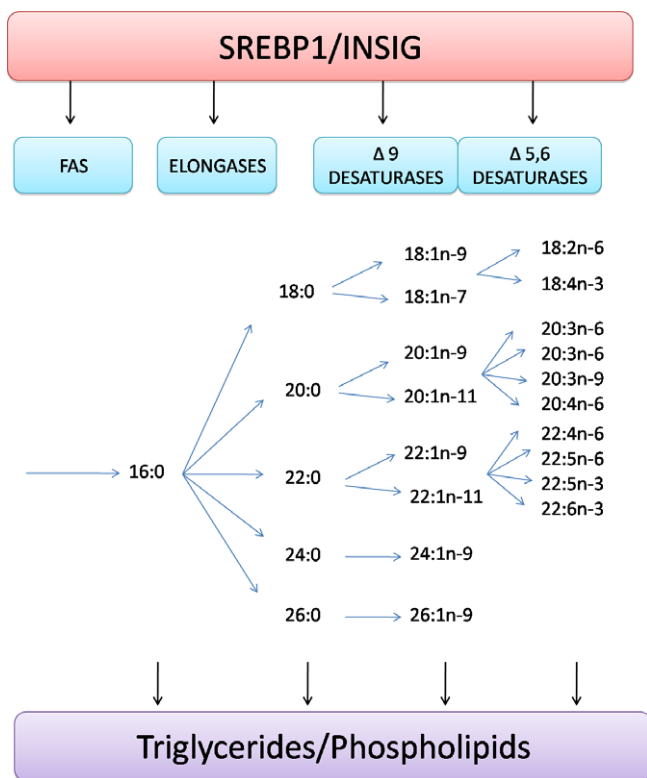 SREBP1/INSIG
FAS
ELONGASES
Δ 9
DESATURASES
Δ 5,6
DESATURASES
16:0
18:0
20:0
22:0
24:0
26:0
18:1n-9
18:1n-7
20:1n-9
20:1n-11
22:1n-9
22:1n-11
24:1n-9
26:1n-9
18:2n-6
18:4n-3
20:3n-6
20:3n-6
20:3n-9
20:4n-6
22:4n-6
22:5n-6
22:5n-3
22:6n-3
Triglycerides/Phospholipids